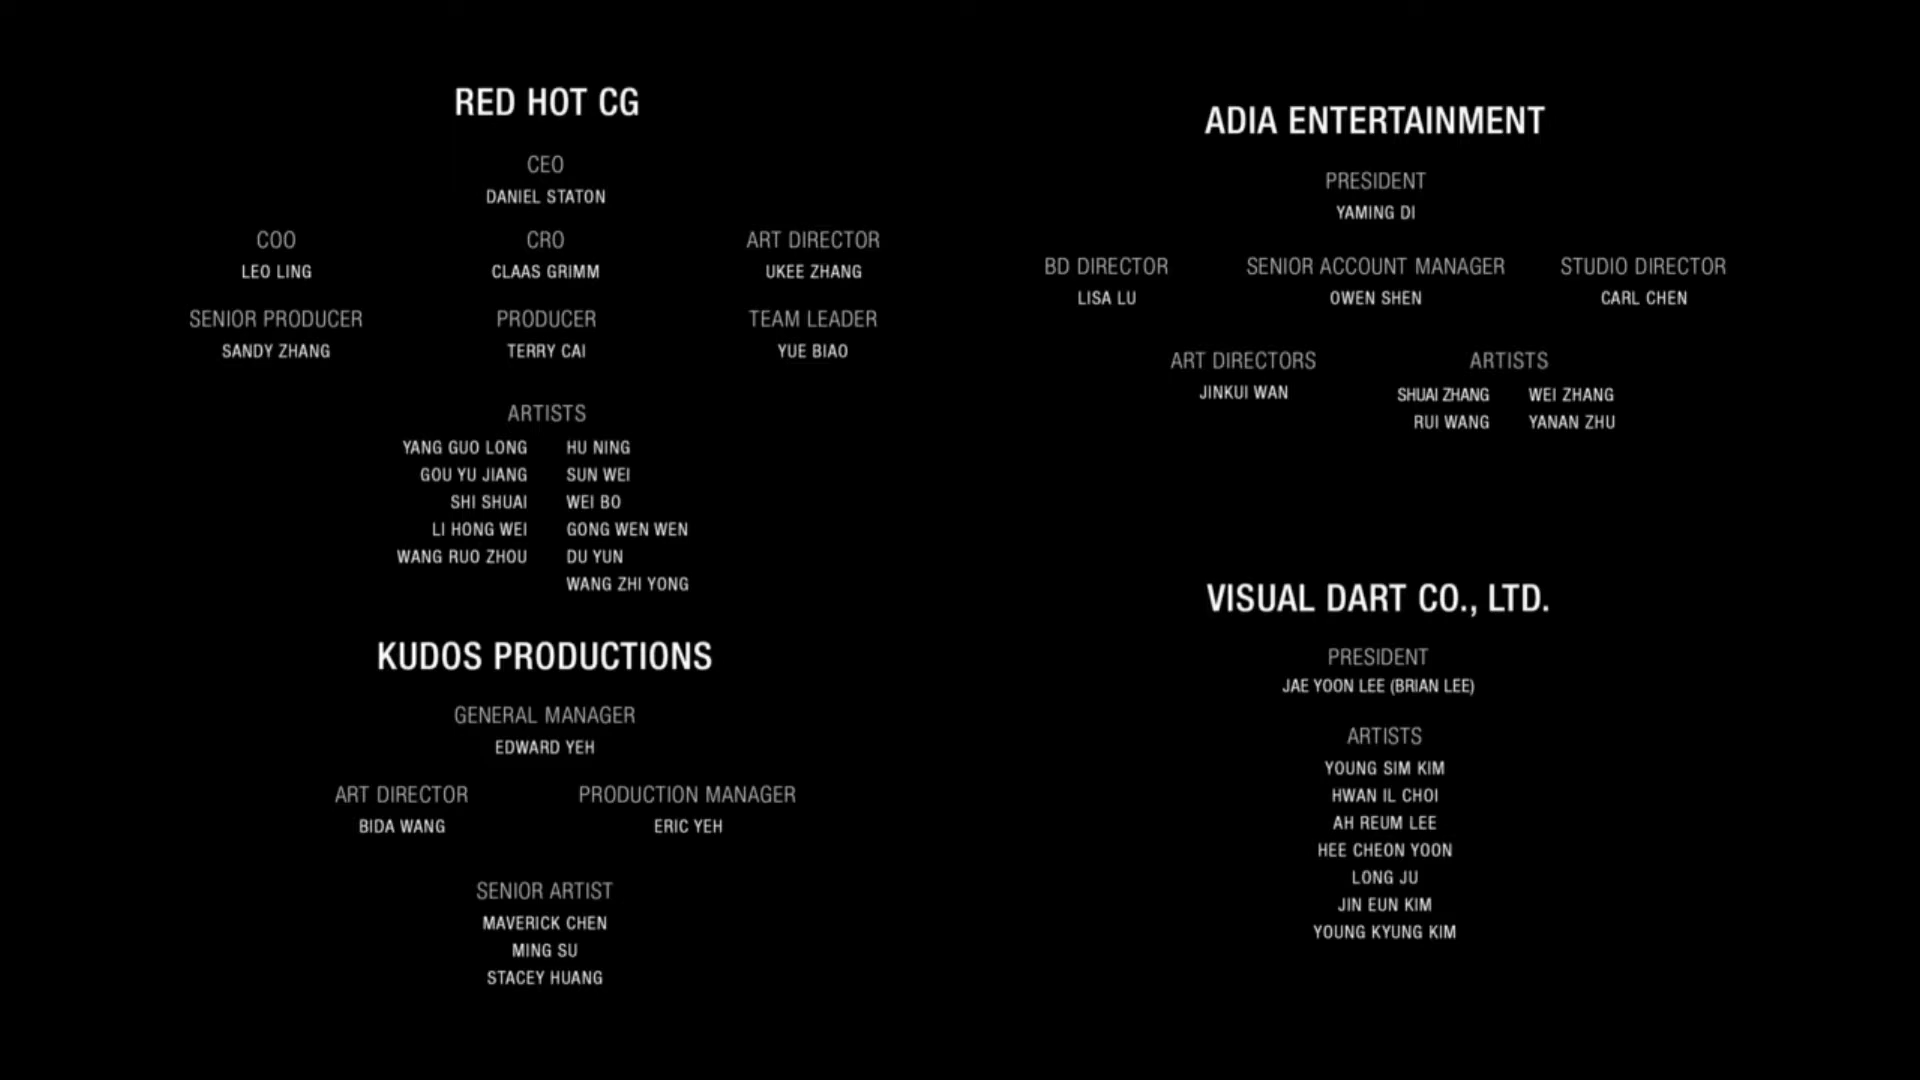 RED HOT CG
CEO
DANIEL STATON
COO CRO ART DIRECTOR
LEO LING CLAAS GRIMM UKEE ZHANG
SENIOR PRODUCER PRODUCER TEAM LEADER
SANDY ZHANG TERRY CAI YUE BIAO
ARTISTS
YANG GUO LONG HU NING
GOU YU JIANG SUN WEI
SHI SHUAI WEI BO
LI HONG WEI GONG WEN WEN
WANG RUO ZHOU DU YUN
WANG ZHI YONG
KUDOS PRODUCTIONS
GENERAL MANAGER
EDWARD YEH
ART DIRECTOR PRODUCTION MANAGER
BIDA WANG ERIC YEH
SENIOR ARTIST
MAVERICK CHEN
MING SU
STACEY HUANG
ADIA ENTERTAINMENT
PRESIDENT
YAMING DI
BD DIRECTOR SENIOR ACCOUNT MANAGER STUDIO DIRECTOR
LISA LU OWEN SHEN CARL CHEN
ART DIRECTORS ARTISTS
JINKUI WAN SHUAI ZHANG WEI ZHANG
RUI WANG YANAN ZHU
VISUAL DART CO., LTD.
PRESIDENT
JAE YOON LEE (BRIAN LEE)
ARTISTS
YOUNG SIM KIM
HWAN IL CHOI
AH REUM LEE
HEE CHEON YOON
LONG JU
JIN EUN KIM
YOUNG KYUNG KIM